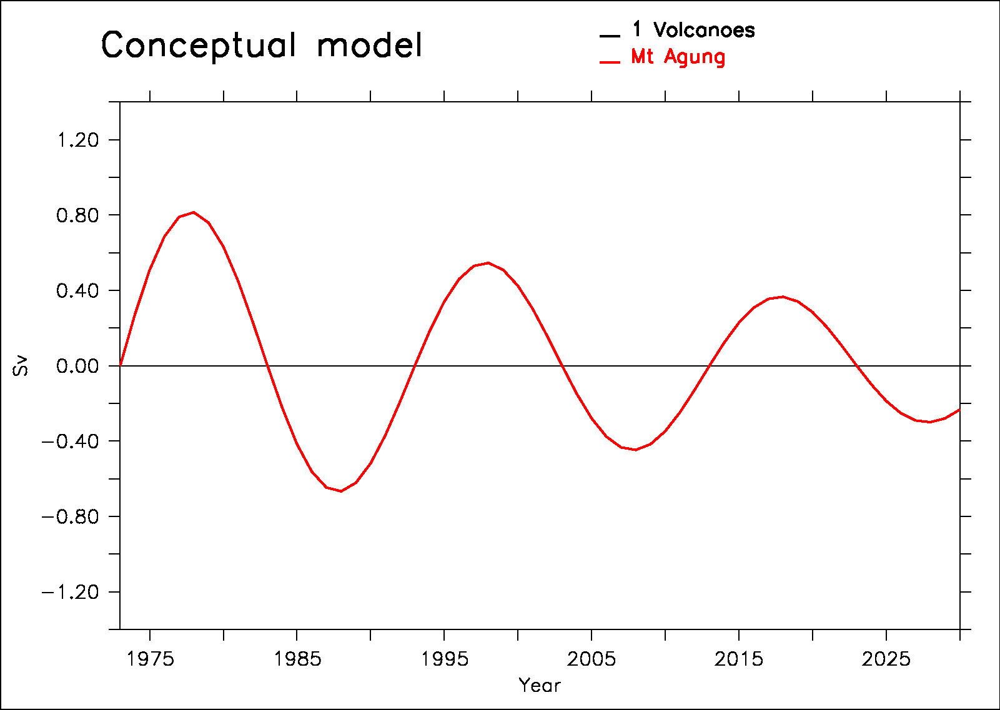 Conceptual model
1 Volcanoes
Mt Agung
1.20
0.80
0.40
0.00
−0.40
−0.80
−1.20
Sv
1975 1985 1995 2005 2015 2025
Year